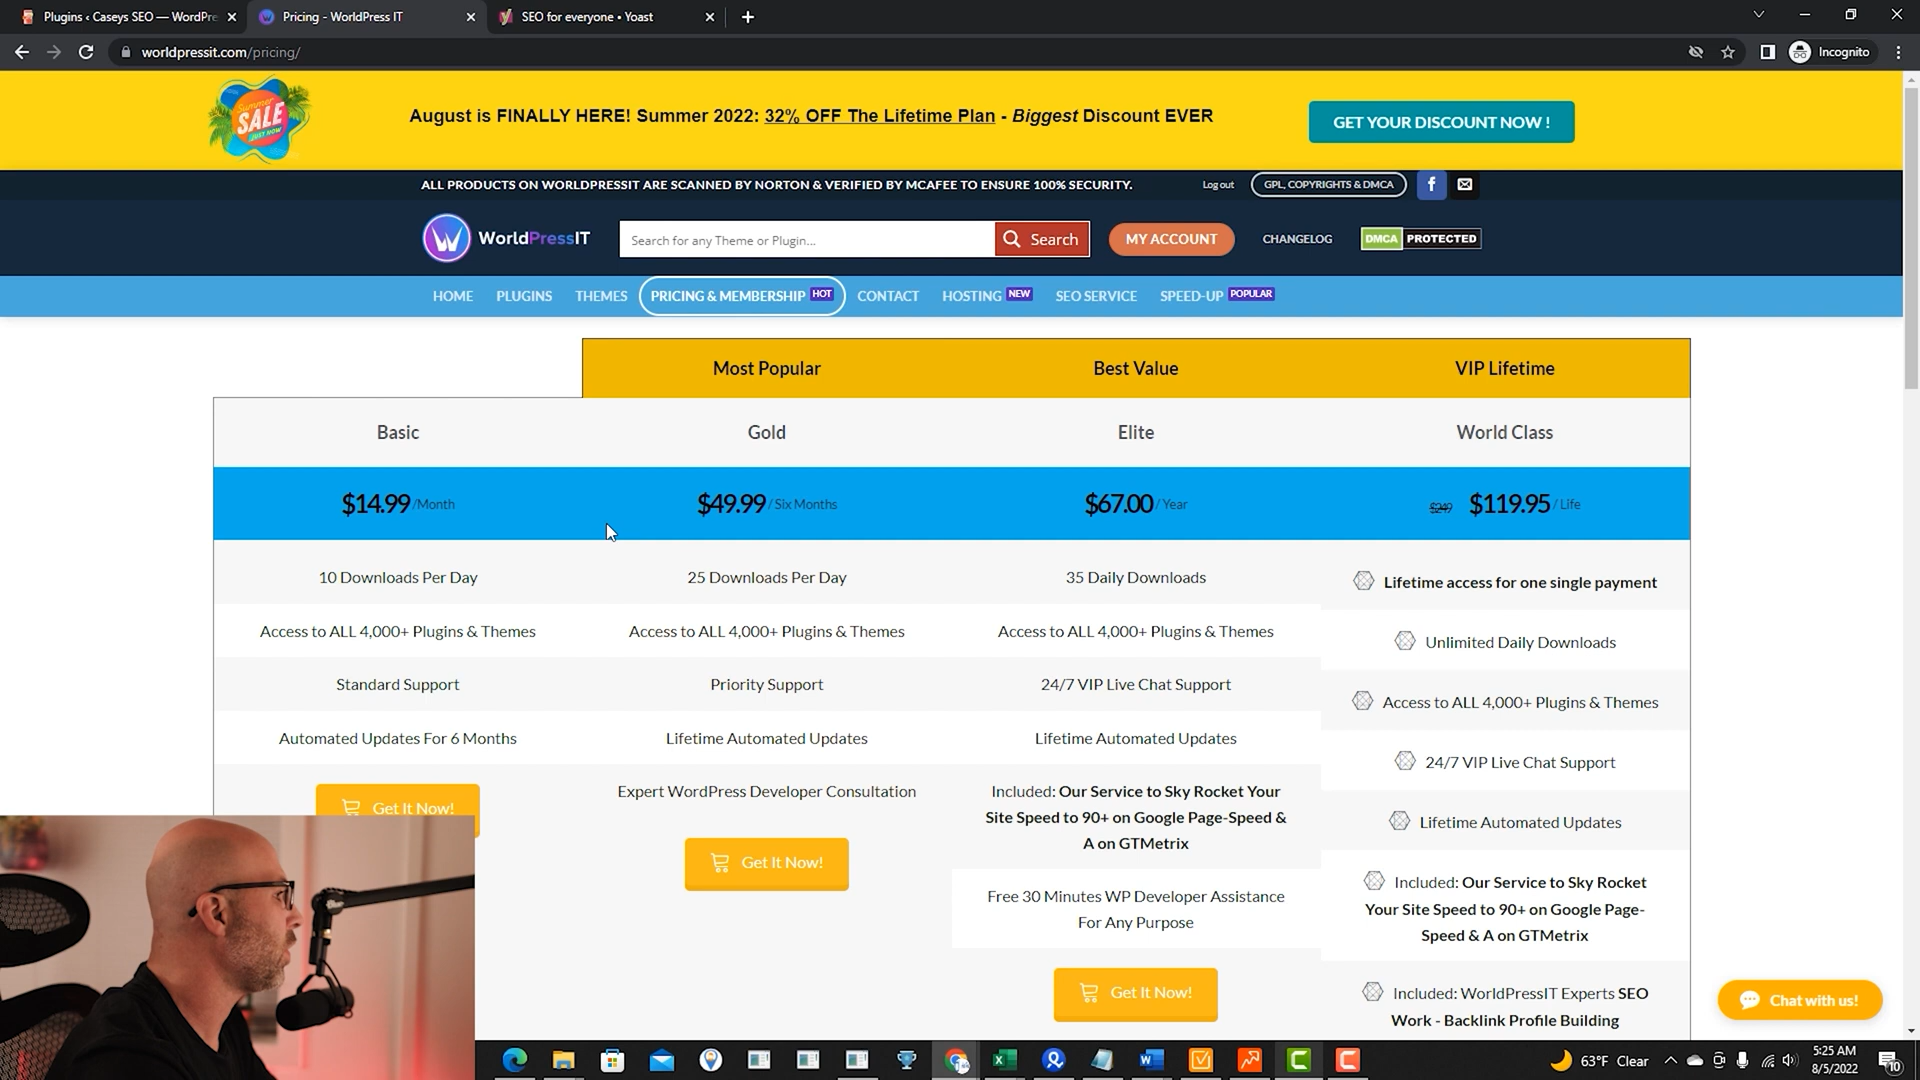 Plugins ‹ Caseys SEO — WordPre
Pricing - WorldPress IT
SEO for everyone • Yoast
worldpressit.com/pricing/
Incognito
Summer SALE JUST NOW
August is FINALLY HERE! Summer 2022: 32% OFF The Lifetime Plan - Biggest Discount EVER
GET YOUR DISCOUNT NOW !
ALL PRODUCTS ON WORLDPRESSIT ARE SCANNED BY NORTON & VERIFIED BY MCAFEE TO ENSURE 100% SECURITY.
Log out
GPL, COPYRIGHTS & DMCA
WorldPressIT
Search for any Theme or Plugin...
Search
MY ACCOUNT
CHANGELOG
DMCA PROTECTED
HOME
PLUGINS
THEMES
PRICING & MEMBERSHIP HOT
CONTACT
HOSTING NEW
SEO SERVICE
SPEED-UP POPULAR
Most Popular
Best Value
VIP Lifetime
Basic
Gold
Elite
World Class
$14.99 /Month
$49.99 / Six Months
$67.00 / Year
$249 $119.95 / Life
10 Downloads Per Day
25 Downloads Per Day
35 Daily Downloads
Lifetime access for one single payment
Access to ALL 4,000+ Plugins & Themes
Access to ALL 4,000+ Plugins & Themes
Access to ALL 4,000+ Plugins & Themes
Unlimited Daily Downloads
Standard Support
Priority Support
24/7 VIP Live Chat Support
Access to ALL 4,000+ Plugins & Themes
Automated Updates For 6 Months
Lifetime Automated Updates
Lifetime Automated Updates
24/7 VIP Live Chat Support
Get It Now!
Expert WordPress Developer Consultation
Included: Our Service to Sky Rocket Your
Site Speed to 90+ on Google Page-Speed &
A on GTMetrix
Lifetime Automated Updates
Get It Now!
Free 30 Minutes WP Developer Assistance
For Any Purpose
Included: Our Service to Sky Rocket
Your Site Speed to 90+ on Google Page-
Speed & A on GTMetrix
Get It Now!
Included: WorldPressIT Experts SEO
Work - Backlink Profile Building
Chat with us!
63°F Clear
5:25 AM
8/5/2022
10